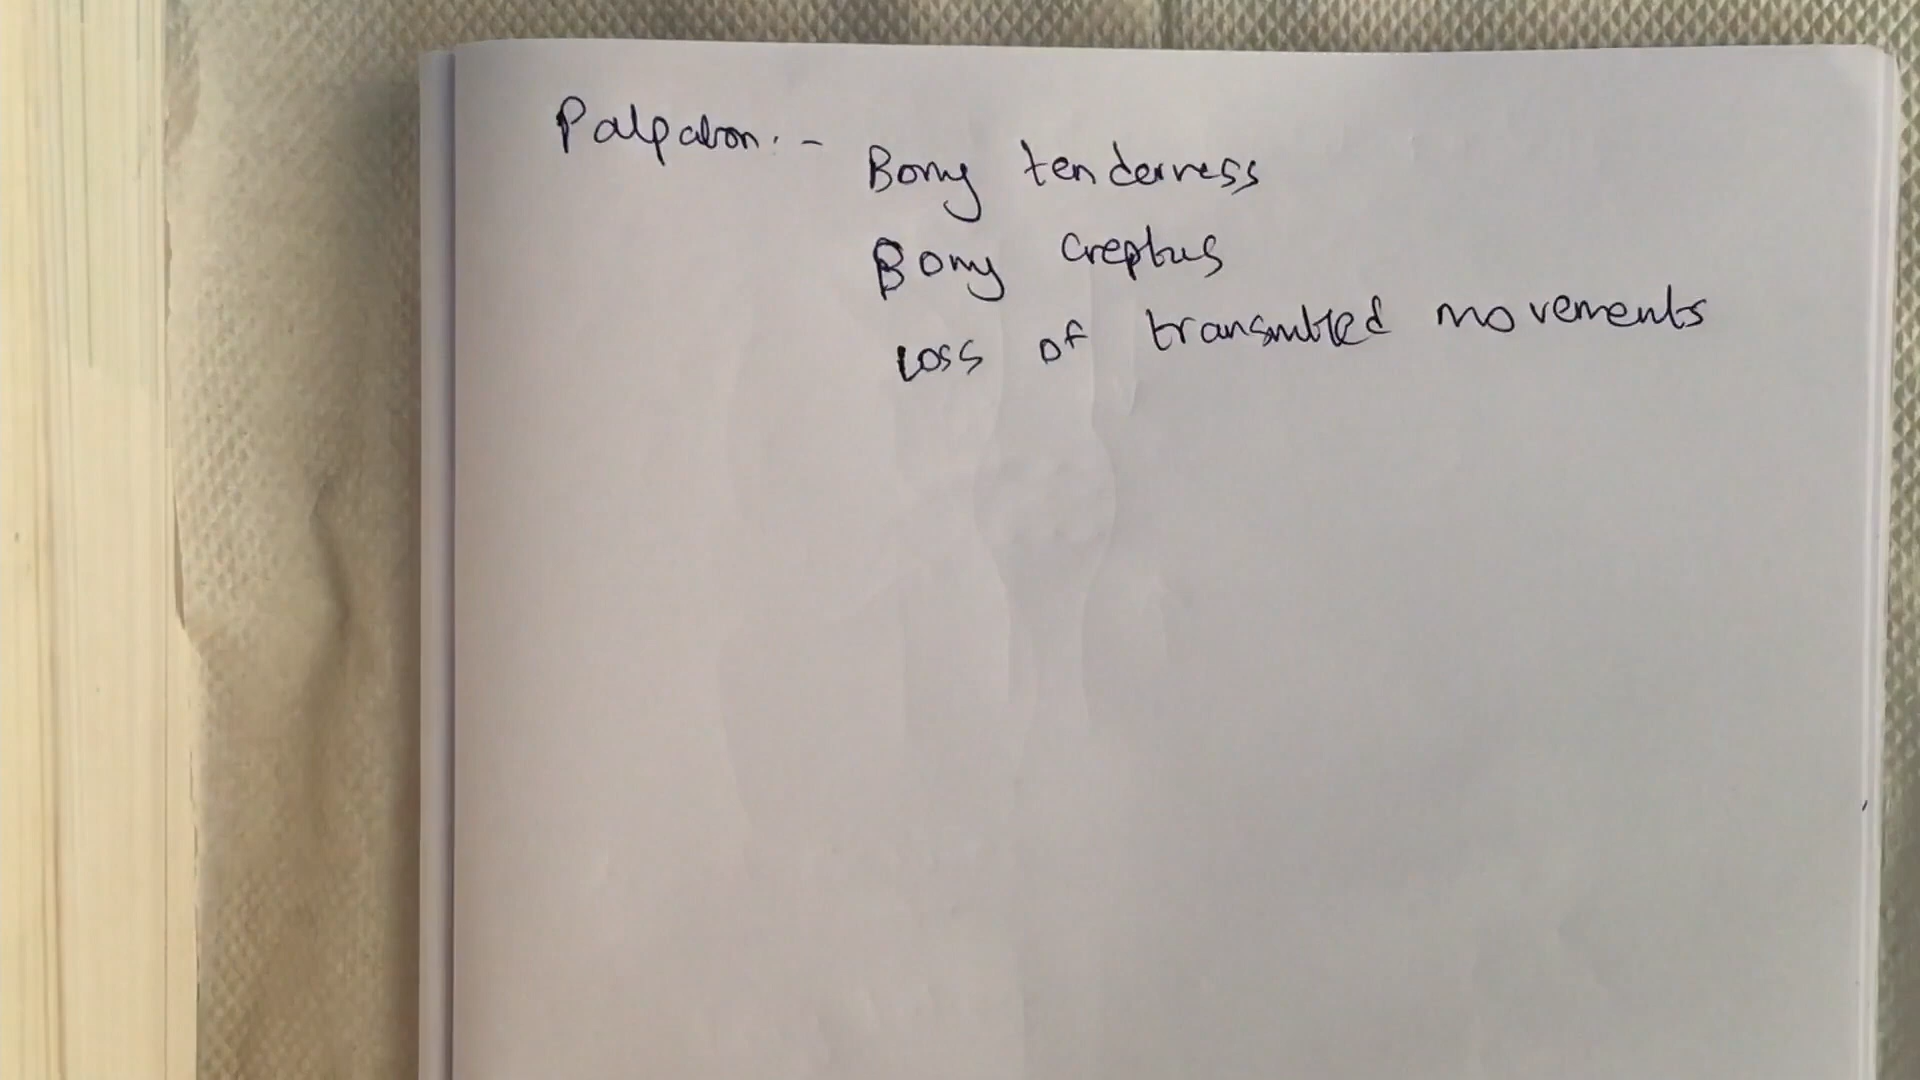 Palpation :-
Bony tenderness
Bony crepitus
Loss of transmitted movements